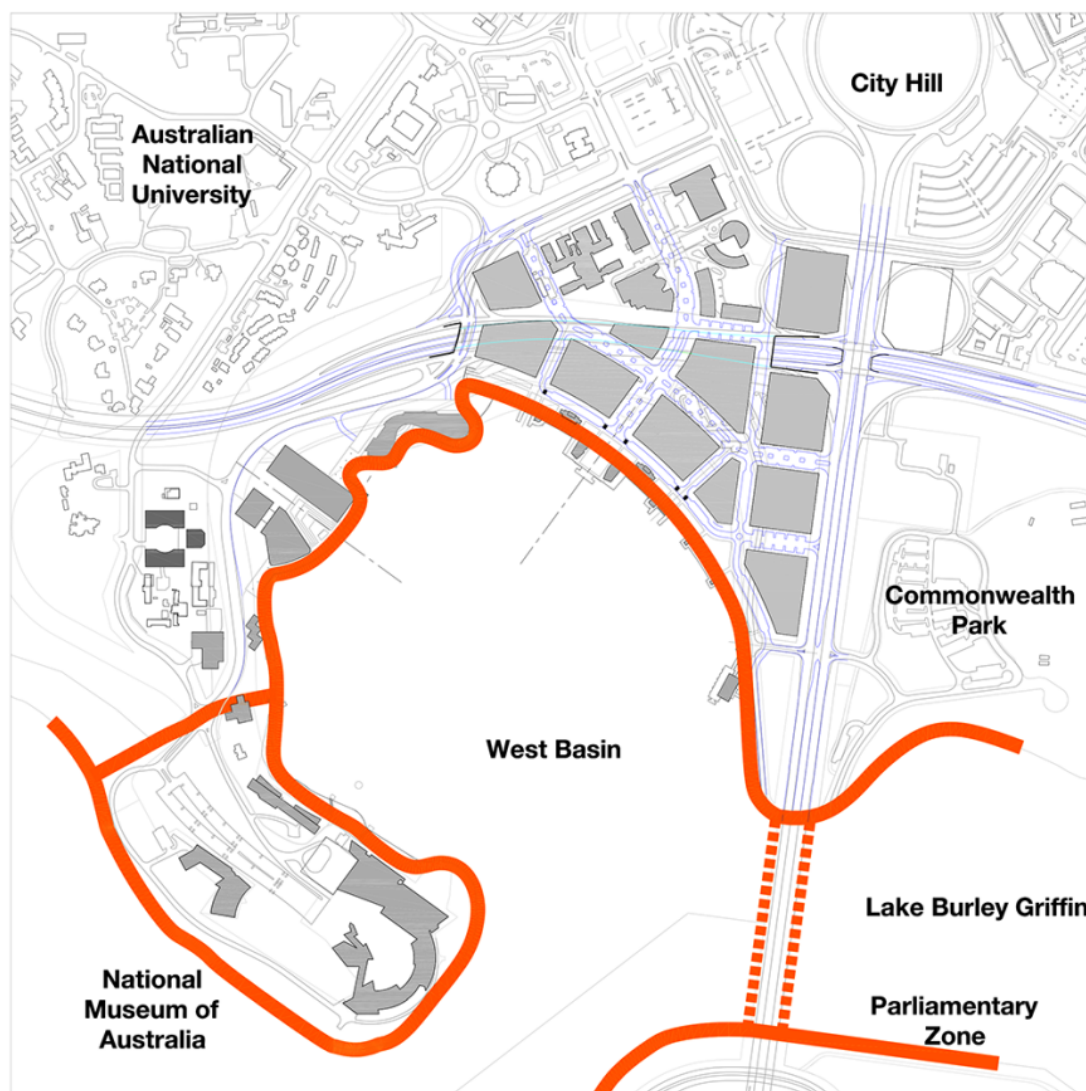 City Hill
Australian
National
University
Commonwealth
Park
West Basin
Lake Burley Griffin
National
Museum of
Australia
Parliamentary
Zone